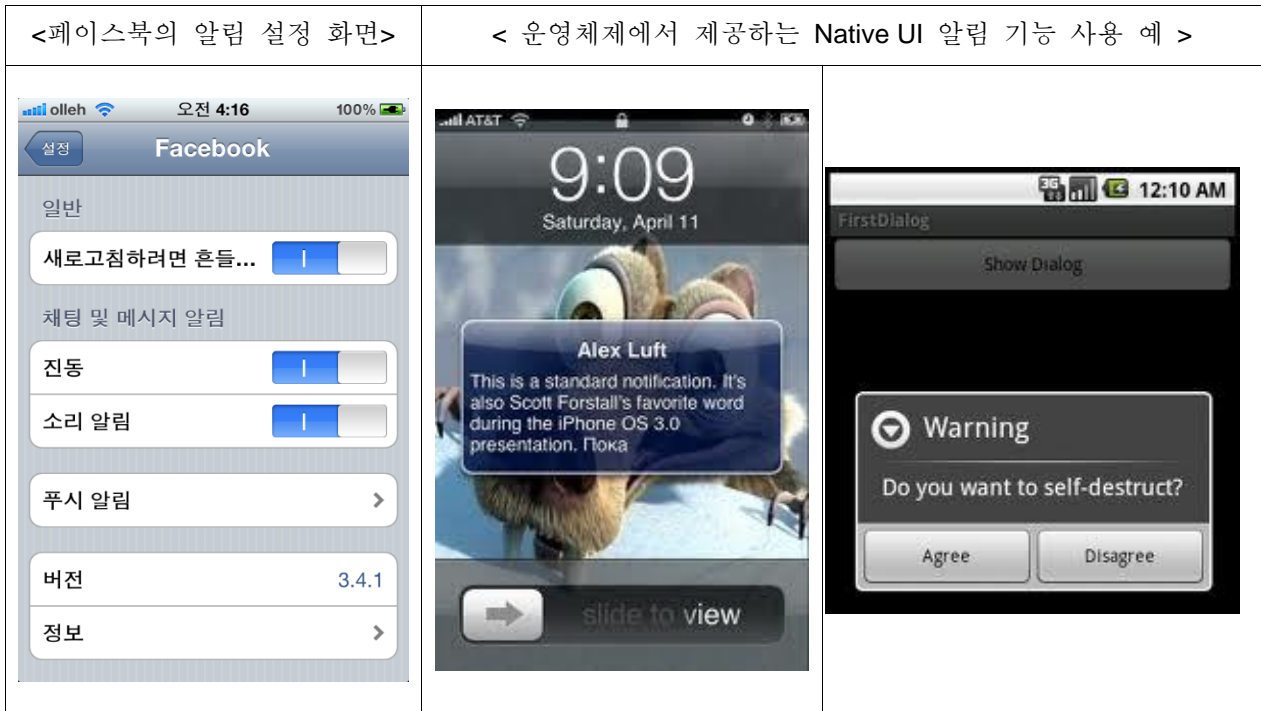 <페이스북의 알림 설정 화면>
< 운영체제에서 제공하는 Native UI 알림 기능 사용 예 >
olleh 오전 4:16 100%
설정 Facebook
일반
새로고침하려면 흔들...
채팅 및 메시지 알림
진동
소리 알림
푸시 알림
버전 3.4.1
정보
AT&T
9:09
Saturday, April 11
Alex Luft
This is a standard notification. It's
also Scott Forstall's favorite word
during the iPhone OS 3.0
presentation. Пока
slide to view
3G 12:10 AM
FirstDialog
Show Dialog
Warning
Do you want to self-destruct?
Agree Disagree